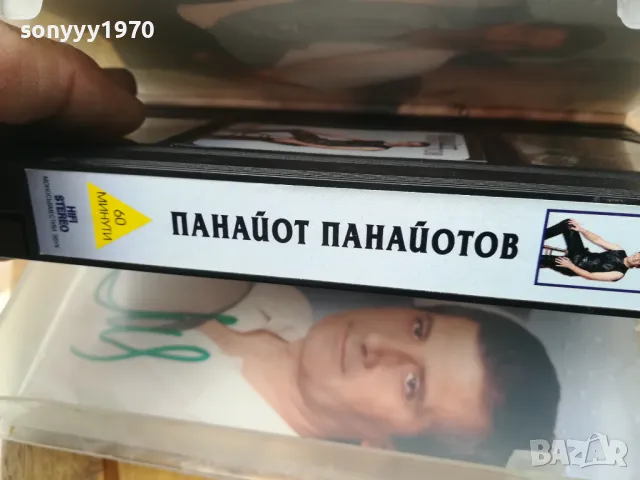 sonyyy1970
HIFI
STEREO
60
МИНУТИ
ПАНАЙОТ ПАНАЙОТОВ
BAZAR